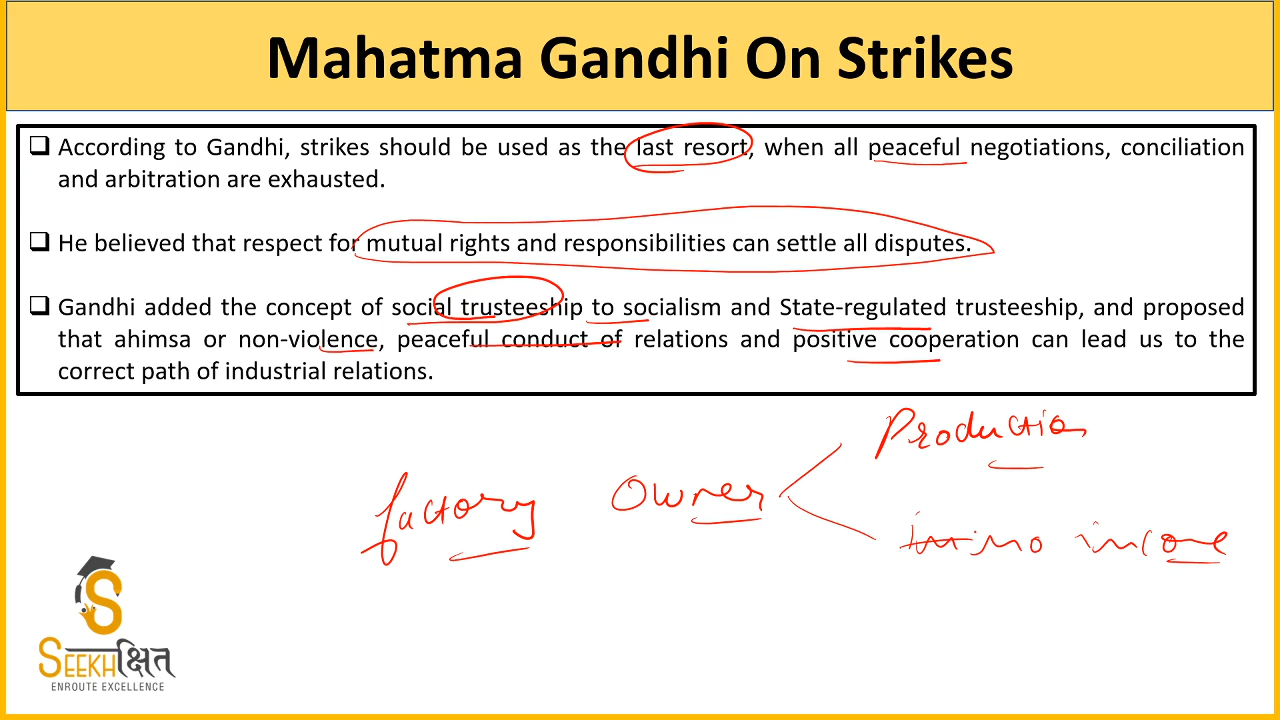 Mahatma Gandhi On Strikes
❑ According to Gandhi, strikes should be used as the last resort, when all peaceful negotiations, conciliation
and arbitration are exhausted.
❑ He believed that respect for mutual rights and responsibilities can settle all disputes.
❑ Gandhi added the concept of social trusteeship to socialism and State-regulated trusteeship, and proposed
that ahimsa or non-violence, peaceful conduct of relations and positive cooperation can lead us to the
correct path of industrial relations.
Production
factory Owner
no income
SEEKHक्षित
ENROUTE EXCELLENCE